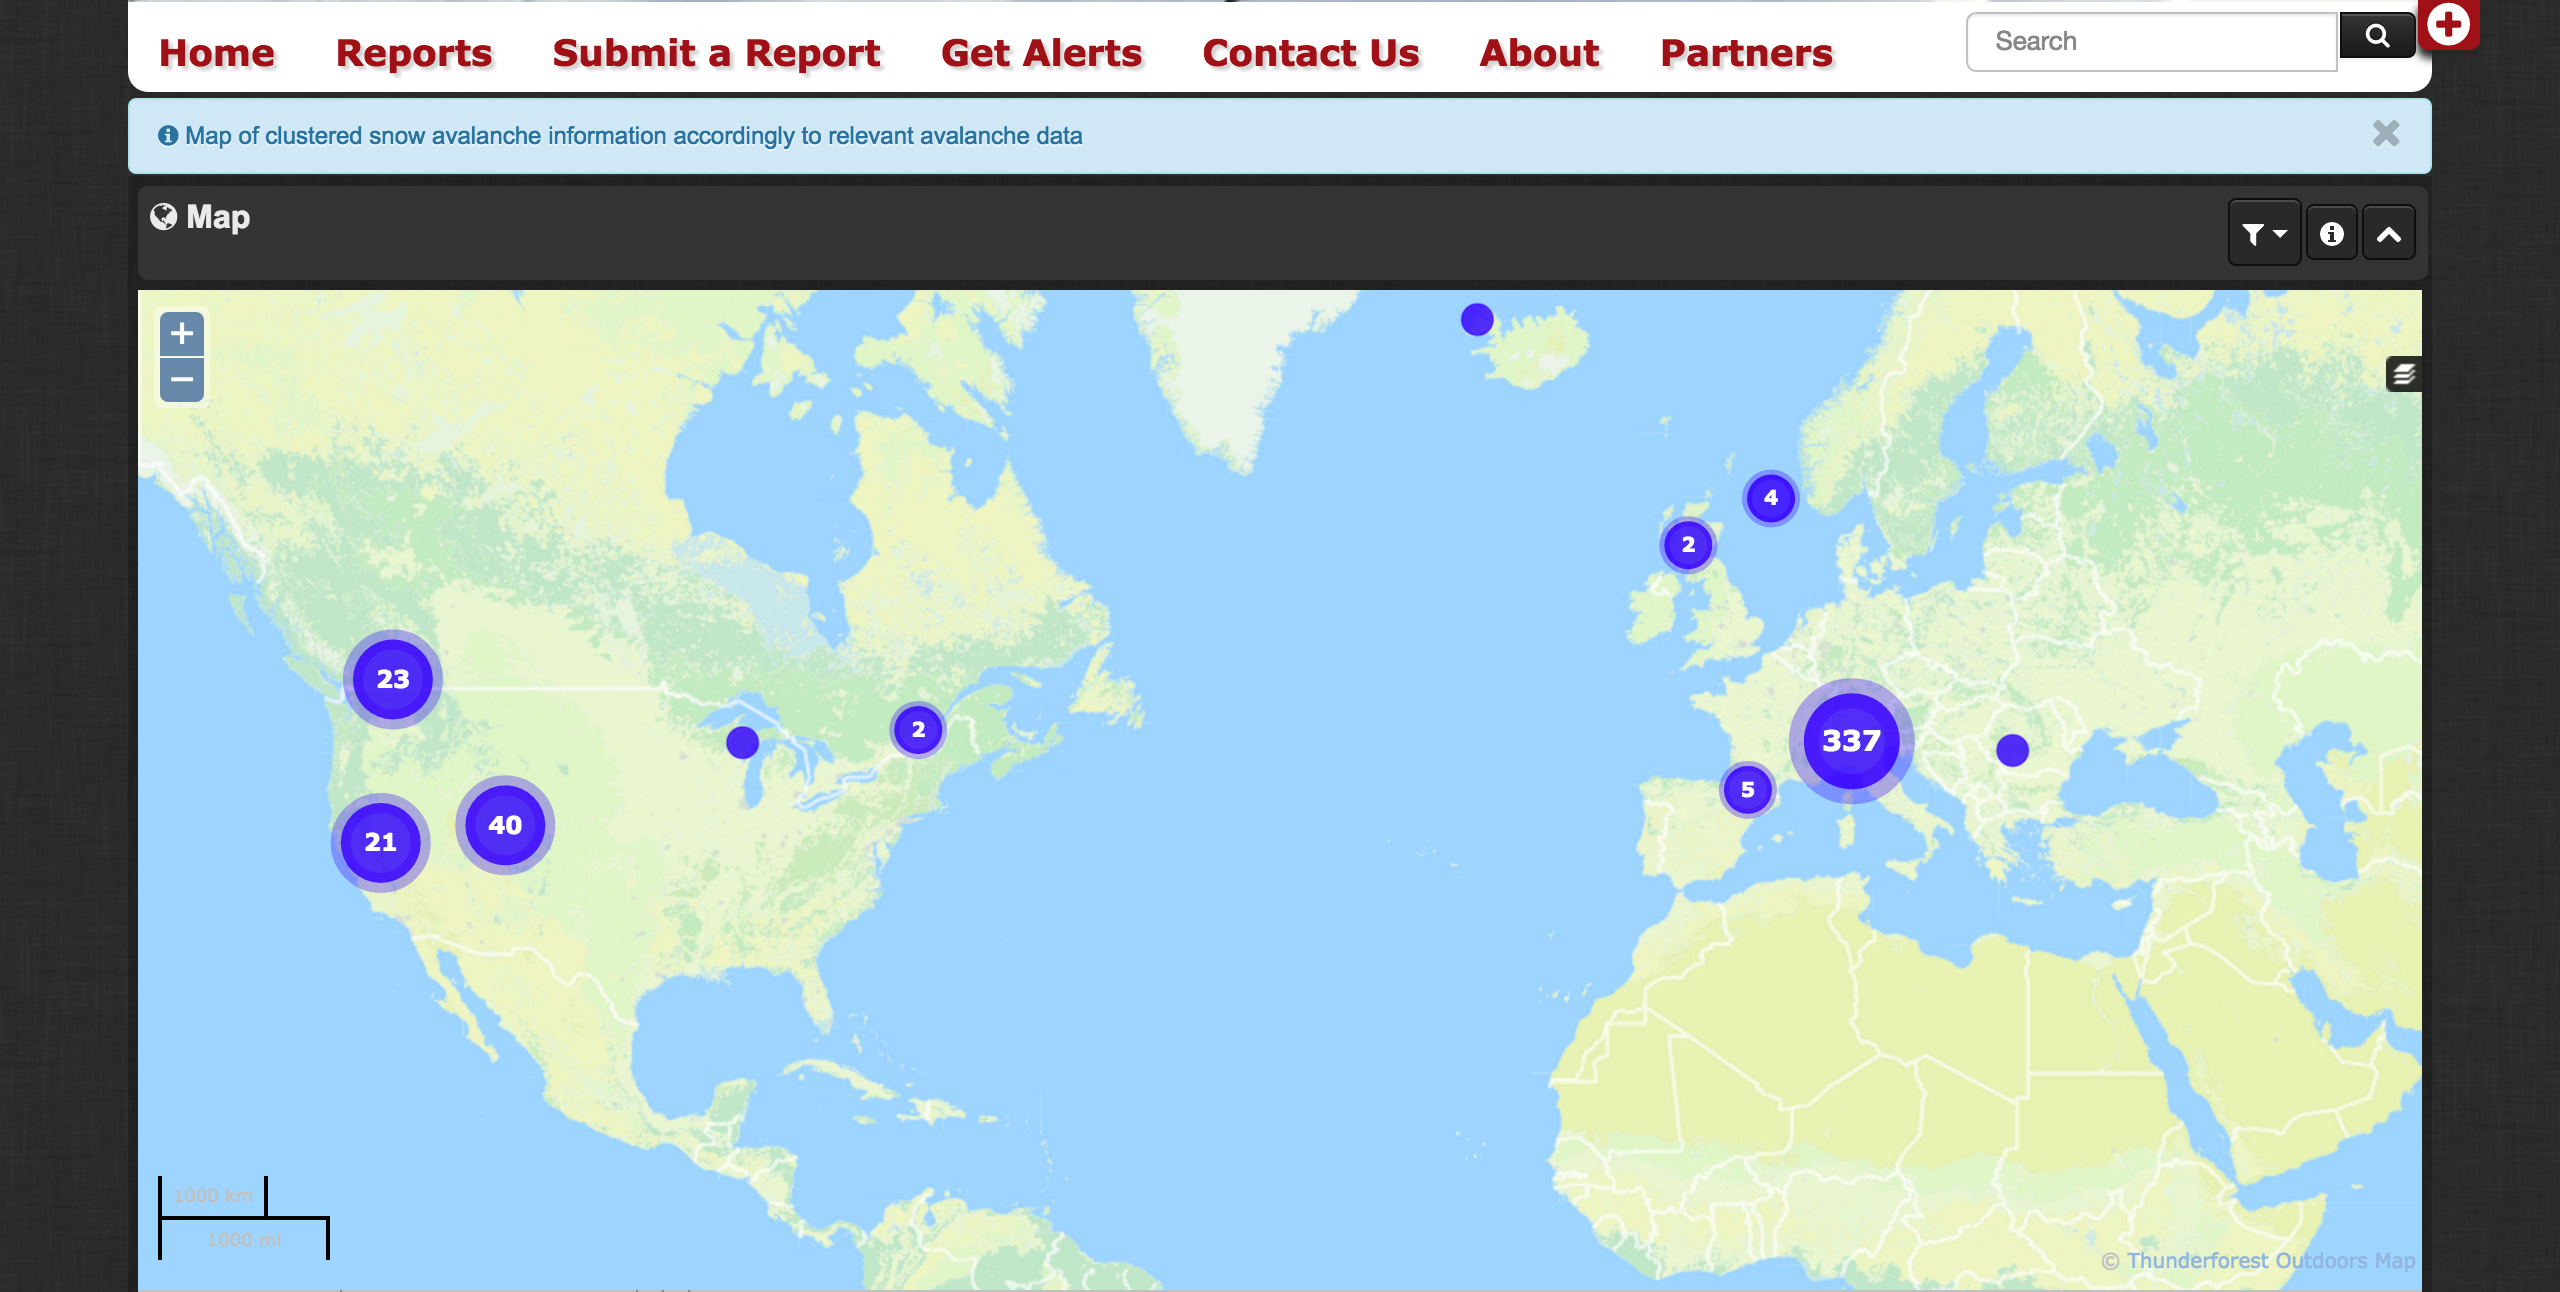 Home Reports Submit a Report Get Alerts Contact Us About Partners Search
Map of clustered snow avalanche information accordingly to relevant avalanche data
Map
4
2
23
2
337
5
40
21
1000 km
1000 mi
© Thunderforest Outdoors Map